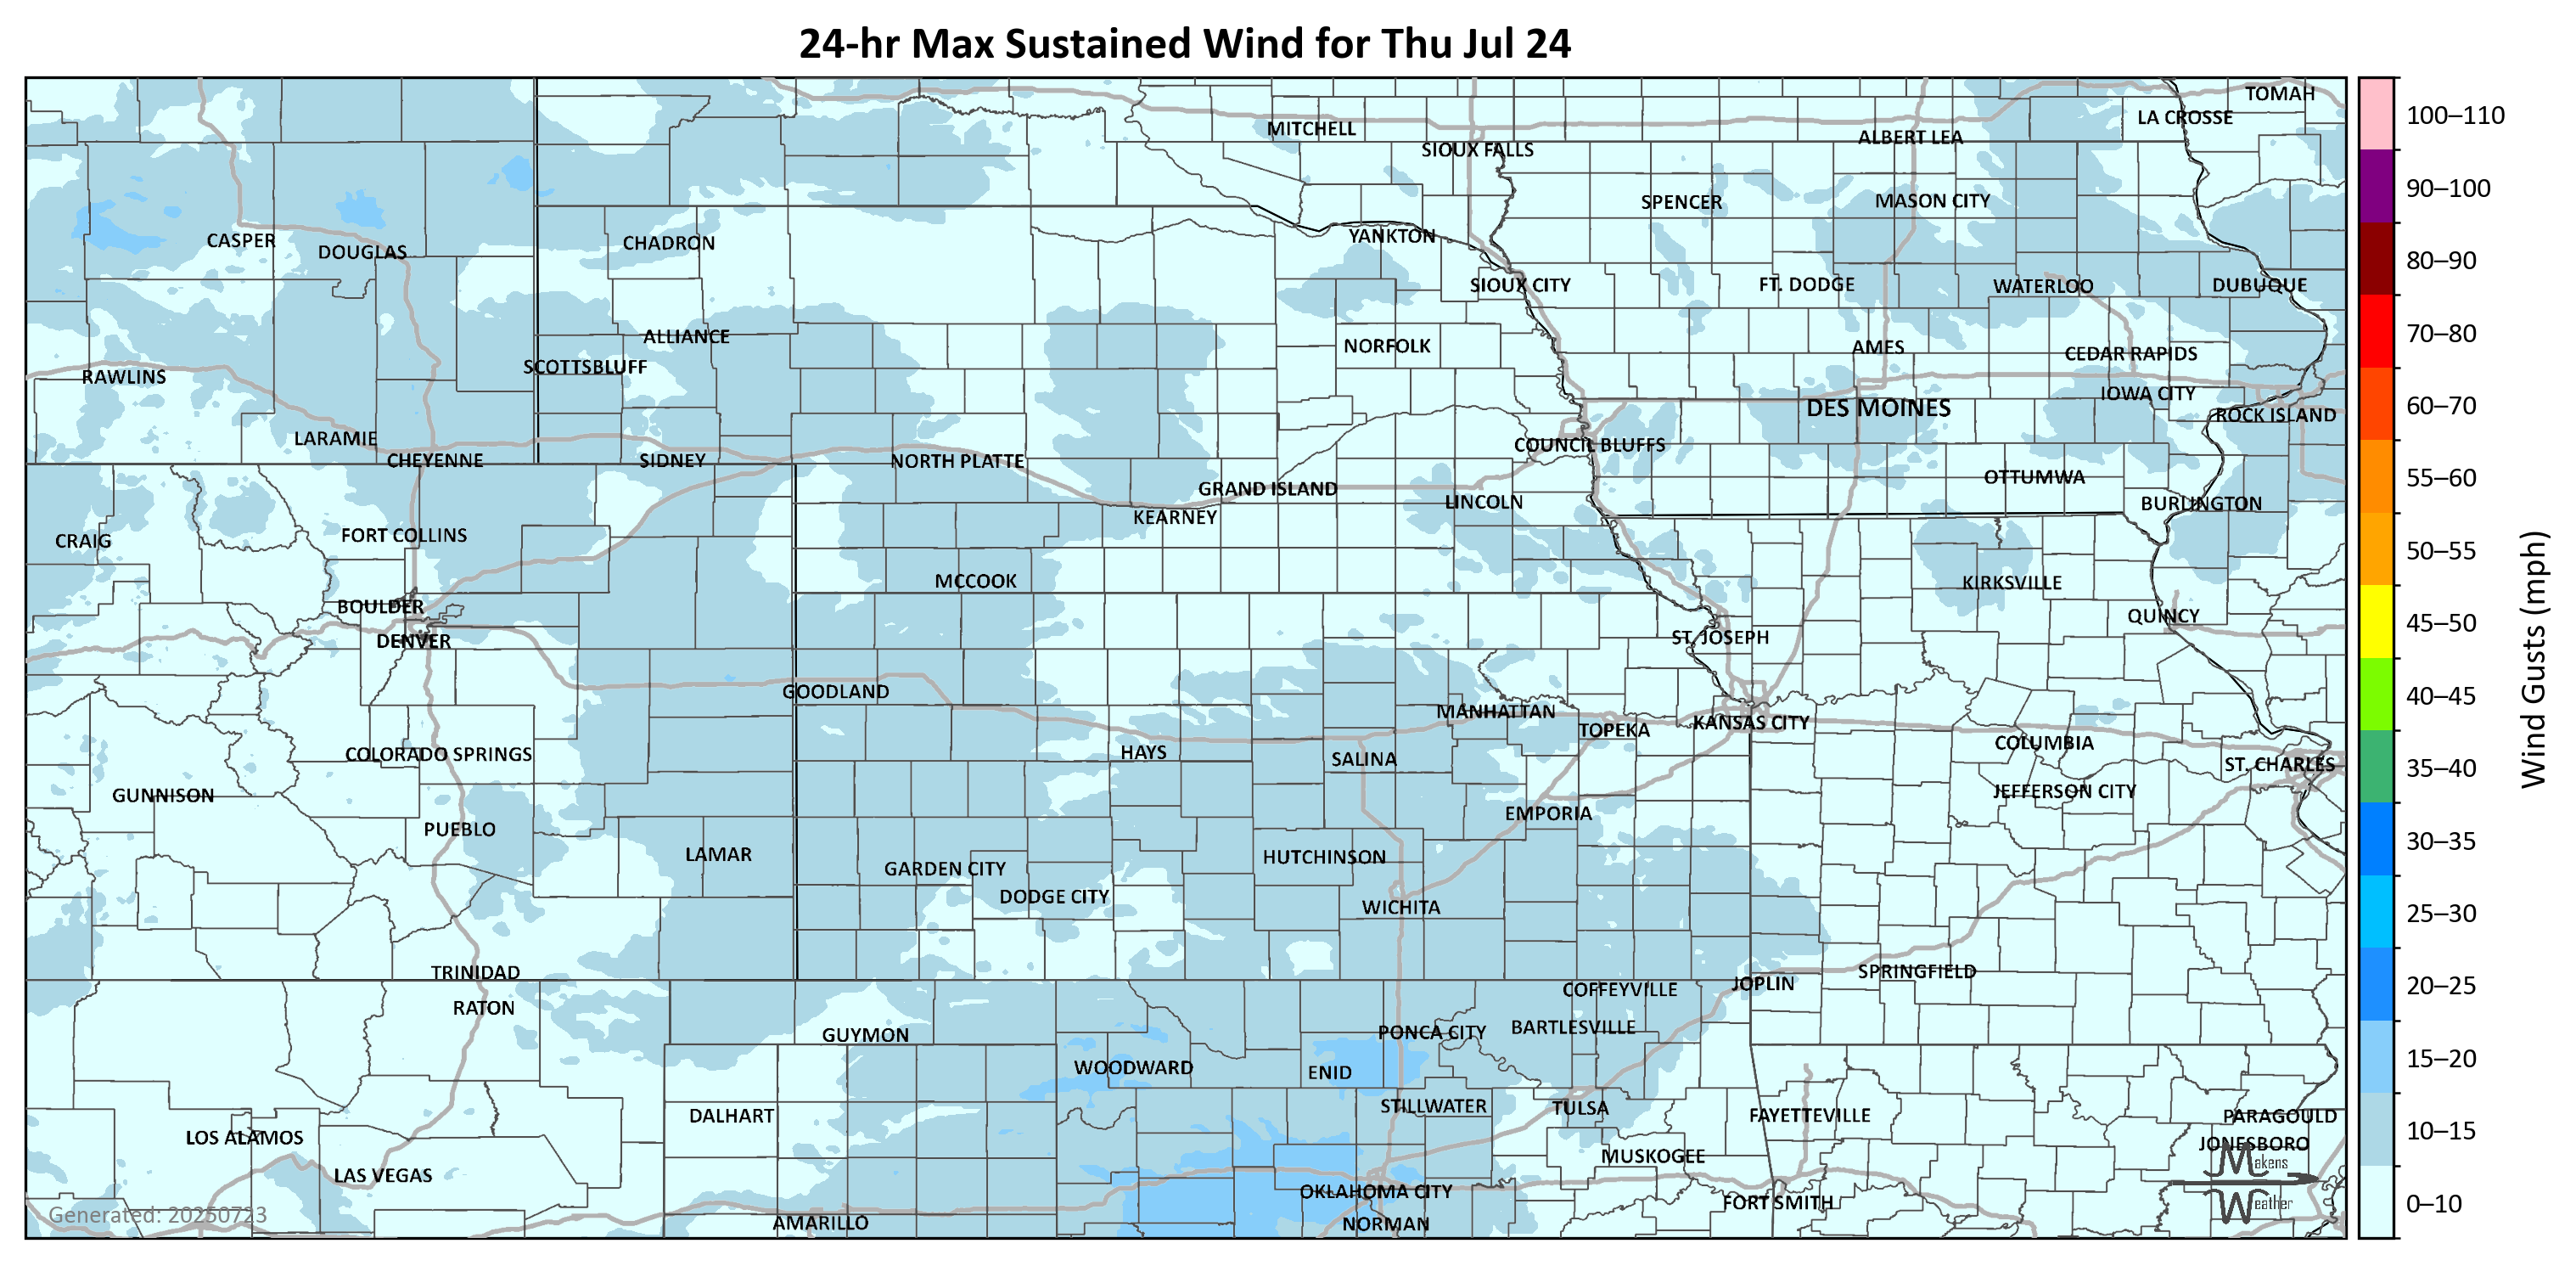 24-hr Max Sustained Wind for Thu Jul 24
TOMAH
LA CROSSE
MITCHELL
ALBERT LEA
SIOUX FALLS
SPENCER
MASON CITY
CASPER
DOUGLAS
CHADRON
YANKTON
SIOUX CITY
FT. DODGE
WATERLOO
DUBUQUE
ALLIANCE
NORFOLK
AMES
CEDAR RAPIDS
SCOTTSBLUFF
RAWLINS
IOWA CITY
DES MOINES
ROCK ISLAND
LARAMIE
COUNCIL BLUFFS
CHEYENNE
SIDNEY
NORTH PLATTE
OTTUMWA
GRAND ISLAND
LINCOLN
BURLINGTON
KEARNEY
CRAIG
FORT COLLINS
MCCOOK
KIRKSVILLE
BOULDER
QUINCY
DENVER
ST. JOSEPH
GOODLAND
MANHATTAN
TOPEKA
KANSAS CITY
COLUMBIA
COLORADO SPRINGS
HAYS
SALINA
ST. CHARLES
GUNNISON
JEFFERSON CITY
EMPORIA
PUEBLO
LAMAR
HUTCHINSON
GARDEN CITY
DODGE CITY
WICHITA
TRINIDAD
SPRINGFIELD
JOPLIN
COFFEYVILLE
RATON
GUYMON
PONCA CITY
BARTLESVILLE
WOODWARD
ENID
STILLWATER
TULSA
DALHART
FAYETTEVILLE
PARAGOULD
LOS ALAMOS
JONESBORO
MUSKOGEE
LAS VEGAS
OKLAHOMA CITY
FORT SMITH
AMARILLO
NORMAN
Generated: 20250723
Makens
Weather
100–110
90–100
80–90
70–80
60–70
55–60
50–55
45–50
40–45
35–40
30–35
25–30
20–25
15–20
10–15
0–10
Wind Gusts (mph)